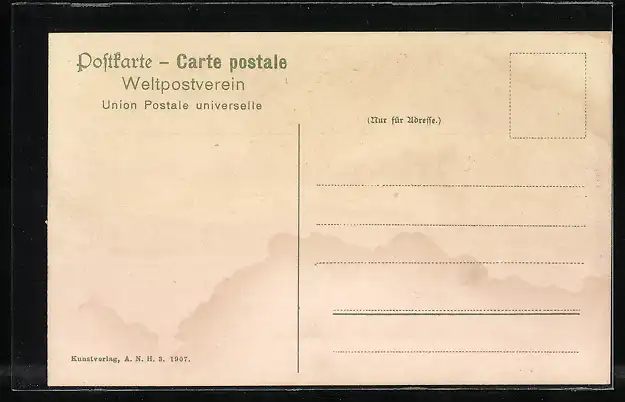 Postkarte – Carte postale
Weltpostverein
Union Postale universelle
(Nur für Adresse.)
Kunstverlag, A. N. H. 3. 1907.